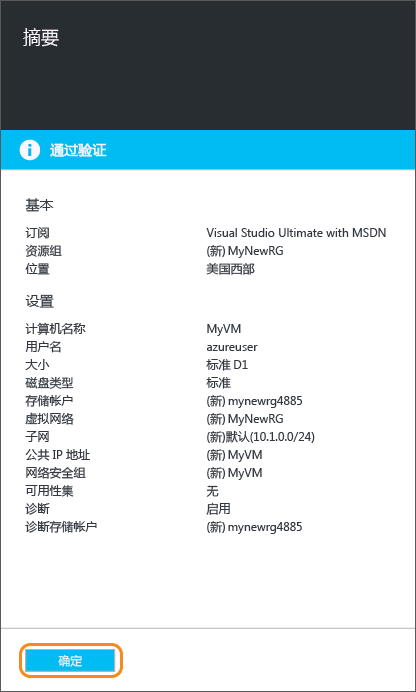 摘要
通过验证
基本
订阅 Visual Studio Ultimate with MSDN
资源组 (新) MyNewRG
位置 美国西部
设置
计算机名称 MyVM
用户名 azureuser
大小 标准 D1
磁盘类型 标准
存储帐户 (新) mynewrg4885
虚拟网络 (新) MyNewRG
子网 (新)默认(10.1.0.0/24)
公共 IP 地址 (新) MyVM
网络安全组 (新) MyVM
可用性集 无
诊断 启用
诊断存储帐户 (新) mynewrg4885
确定